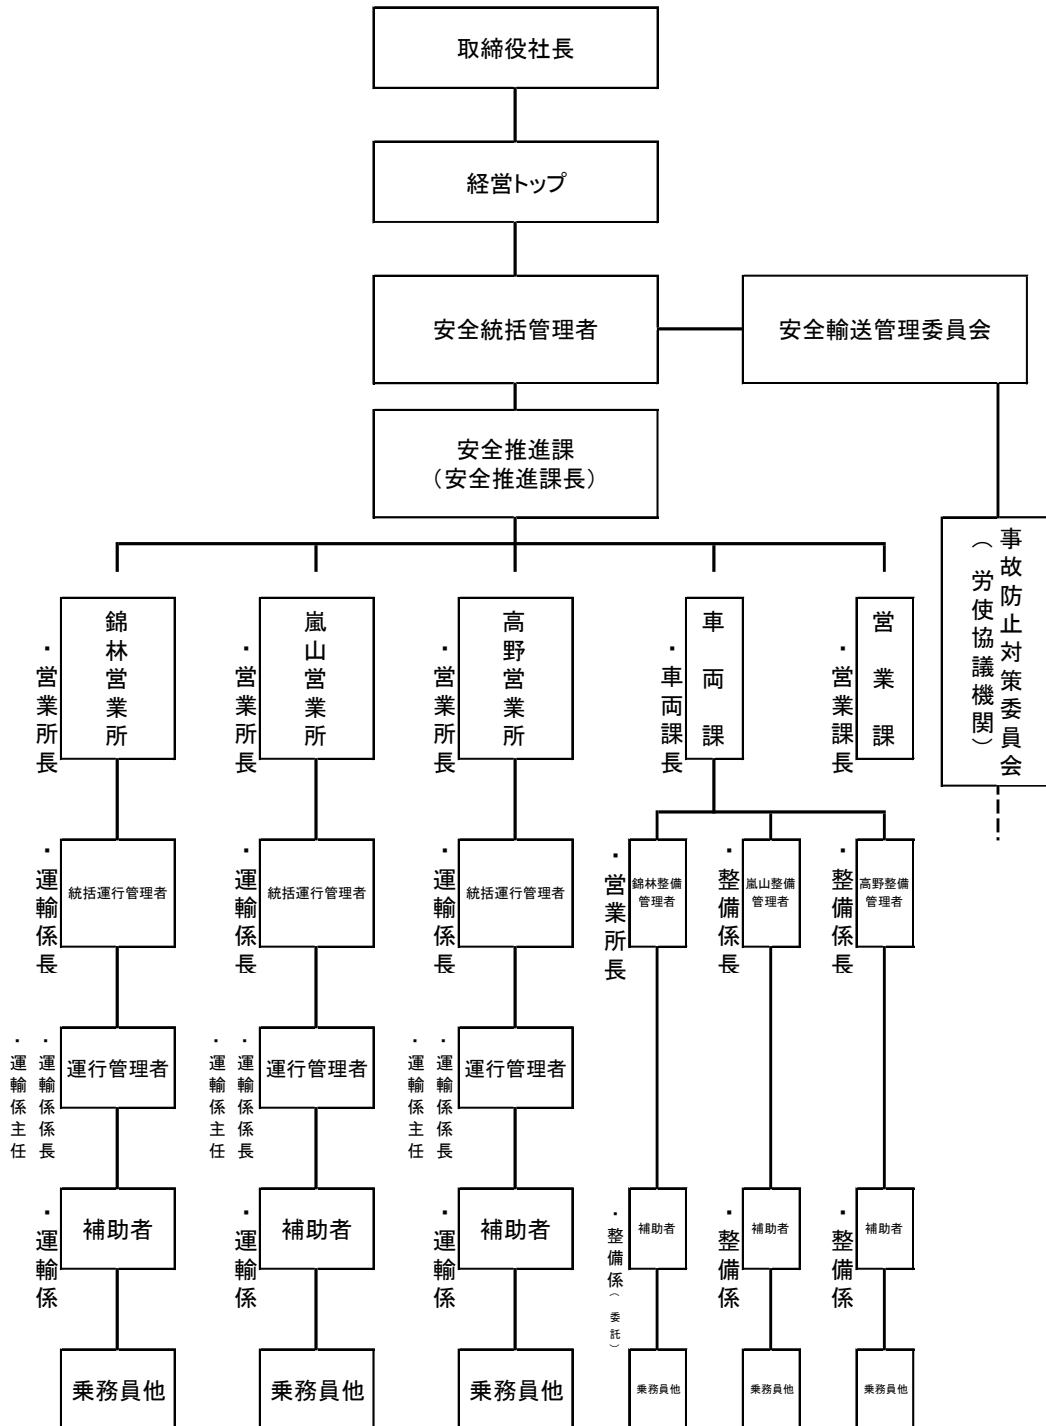 取締役社長
経営トップ
安全統括管理者
安全輸送管理委員会
安全推進課
（安全推進課長）
事故防止対策委員会
（労使協議機関）
錦林営業所
・営業所長
嵐山営業所
・営業所長
高野営業所
・営業所長
車両課
・車両課長
営業課
・営業課長
統括運行管理者
・運輸係長
統括運行管理者
・運輸係長
統括運行管理者
・運輸係長
錦林整備
管理者
・営業所長
嵐山整備
管理者
・整備係長
高野整備
管理者
・整備係長
運行管理者
・運輸係係長
・運輸係主任
運行管理者
・運輸係係長
・運輸係主任
運行管理者
・運輸係係長
・運輸係主任
補助者
・運輸係
補助者
・運輸係
補助者
・運輸係
補助者
・整備係（委託）
補助者
・整備係
補助者
・整備係
乗務員他
乗務員他
乗務員他
乗務員他
乗務員他
乗務員他